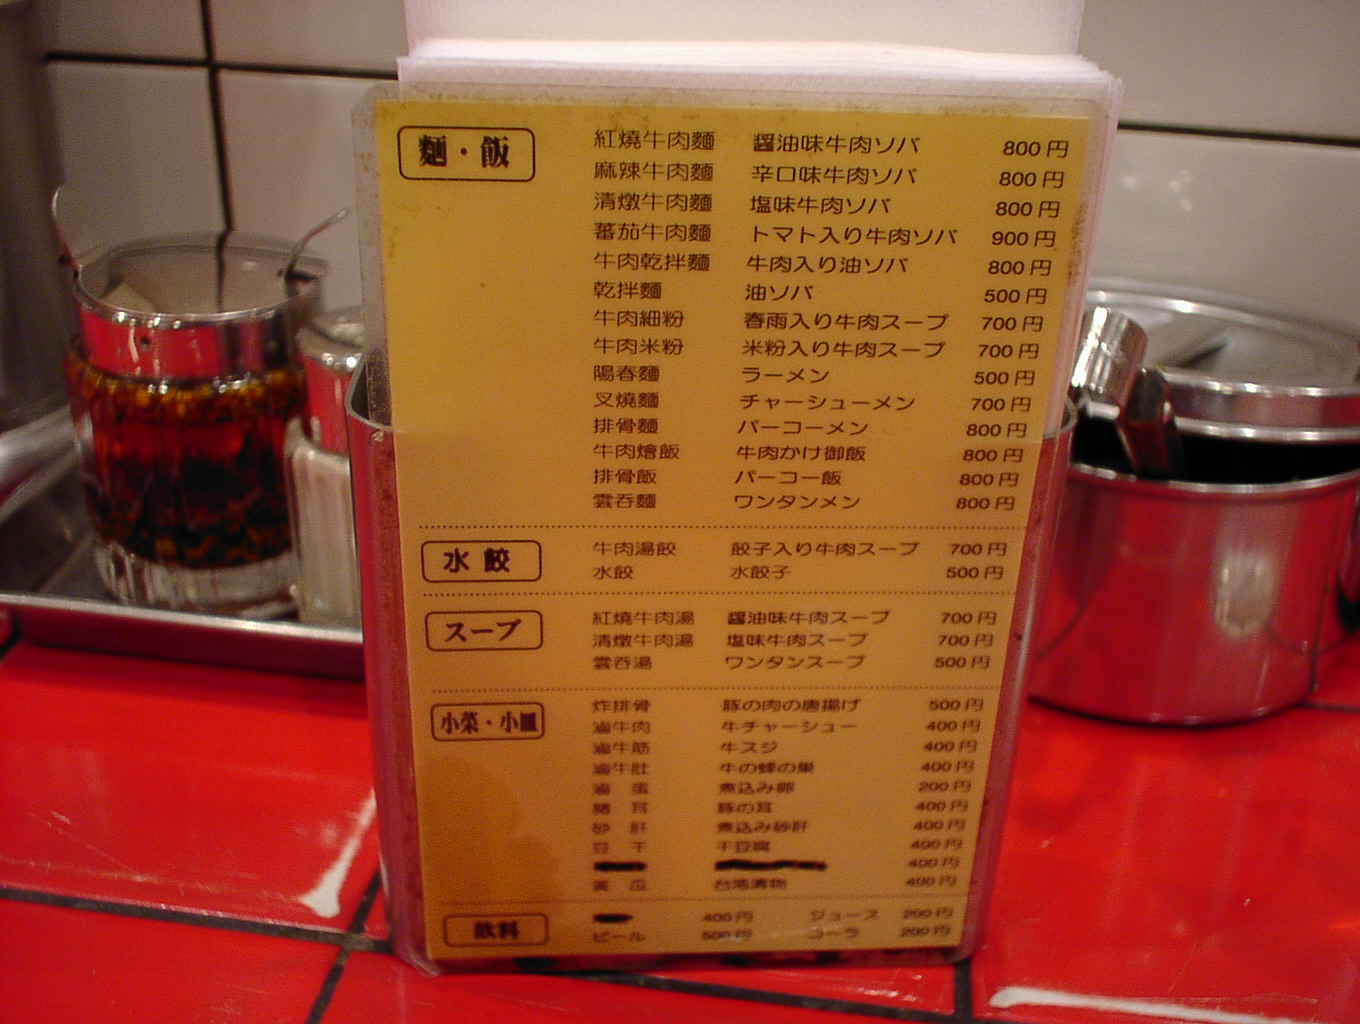 麵・飯
紅燒牛肉麵 醤油味牛肉ソバ 800円
麻辣牛肉麵 辛口味牛肉ソバ 800円
清燉牛肉麵 塩味牛肉ソバ 800円
蕃茄牛肉麵 トマト入り牛肉ソバ 900円
牛肉乾拌麵 牛肉入り油ソバ 800円
乾拌麵 油ソバ 500円
牛肉細粉 春雨入り牛肉スープ 700円
牛肉米粉 米粉入り牛肉スープ 700円
陽春麵 ラーメン 500円
叉燒麵 チャーシューメン 700円
排骨麵 パーコーメン 800円
牛肉燴飯 牛肉かけ御飯 800円
排骨飯 パーコー飯 800円
雲吞麵 ワンタンメン 800円
水餃
牛肉湯餃 餃子入り牛肉スープ 700円
水餃 水餃子 500円
スープ
紅燒牛肉湯 醤油味牛肉スープ 700円
清燉牛肉湯 塩味牛肉スープ 700円
雲吞湯 ワンタンスープ 500円
小菜・小皿
炸排骨 豚の肉の唐揚げ 500円
滷牛肉 牛チャーシュー 400円
滷牛筋 牛スジ 400円
滷牛肚 牛の蜂の巣 400円
滷蛋 煮込み卵 200円
豬耳 豚の耳 400円
砂肝 煮込み砂肝 400円
豆干 干豆腐 400円
400円
黃瓜 台湾漬物 400円
飲料
400円 ジュース 200円
ビール 500円 コーラ 200円